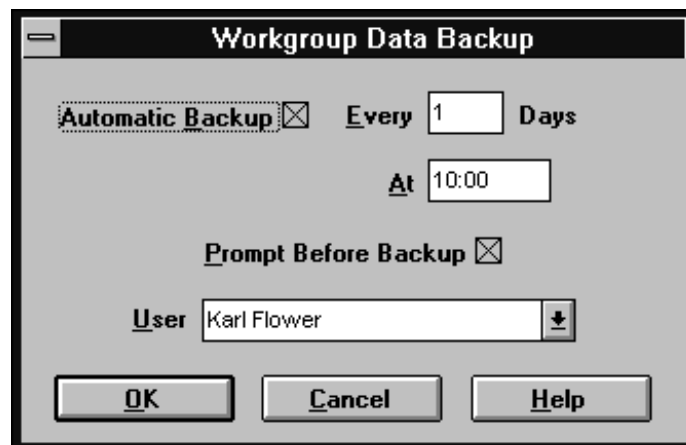 Workgroup Data Backup
Automatic Backup Every 1 Days
At 10:00
Prompt Before Backup
User Karl Flower
OK Cancel Help